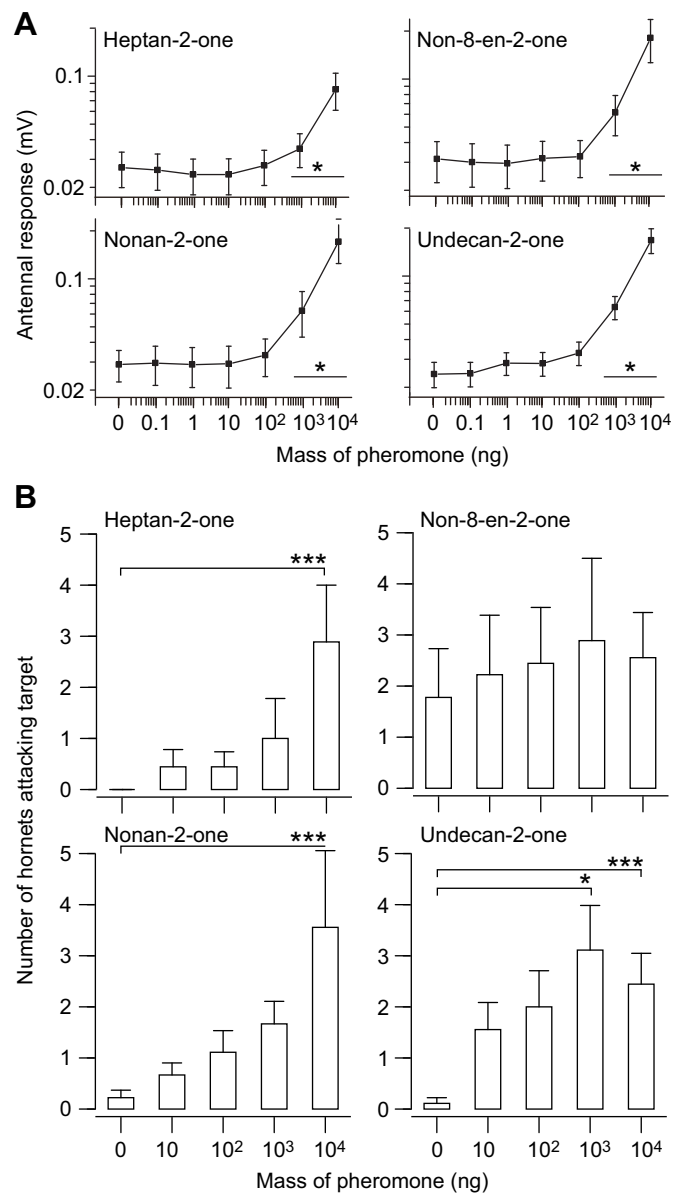 A
Heptan-2-one
Non-8-en-2-one
0.1
0.02
*
*
Antennal response (mV)
Nonan-2-one
Undecan-2-one
0.1
0.02
*
*
0 0.1 1 10 10² 10³ 10⁴
0 0.1 1 10 10² 10³ 10⁴
Mass of pheromone (ng)
B
Heptan-2-one
Non-8-en-2-one
***
5
4
3
2
1
0
5
4
3
2
1
0
Number of hornets attacking target
Nonan-2-one
Undecan-2-one
***
***
*
5
4
3
2
1
0
5
4
3
2
1
0
0 10 10² 10³ 10⁴
0 10 10² 10³ 10⁴
Mass of pheromone (ng)